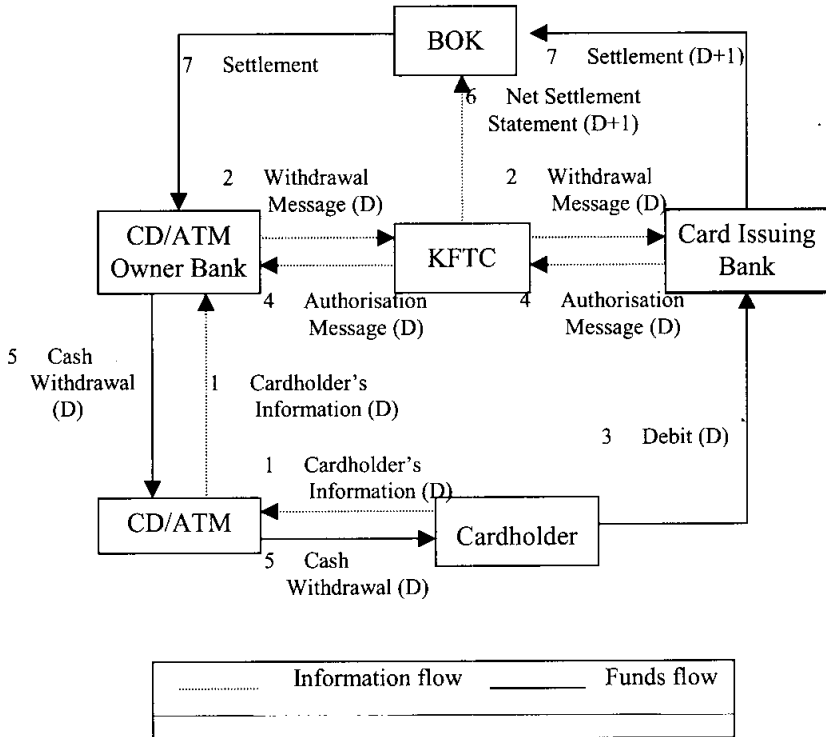 BOK
7 Settlement
7 Settlement (D+1)
6 Net Settlement
Statement (D+1)
2 Withdrawal
Message (D)
2 Withdrawal
Message (D)
CD/ATM
Owner Bank
KFTC
Card Issuing
Bank
4 Authorisation
Message (D)
4 Authorisation
Message (D)
5 Cash
Withdrawal
(D)
1 Cardholder's
Information (D)
3 Debit (D)
1 Cardholder's
Information (D)
CD/ATM
Cardholder
5 Cash
Withdrawal (D)
Information flow
Funds flow